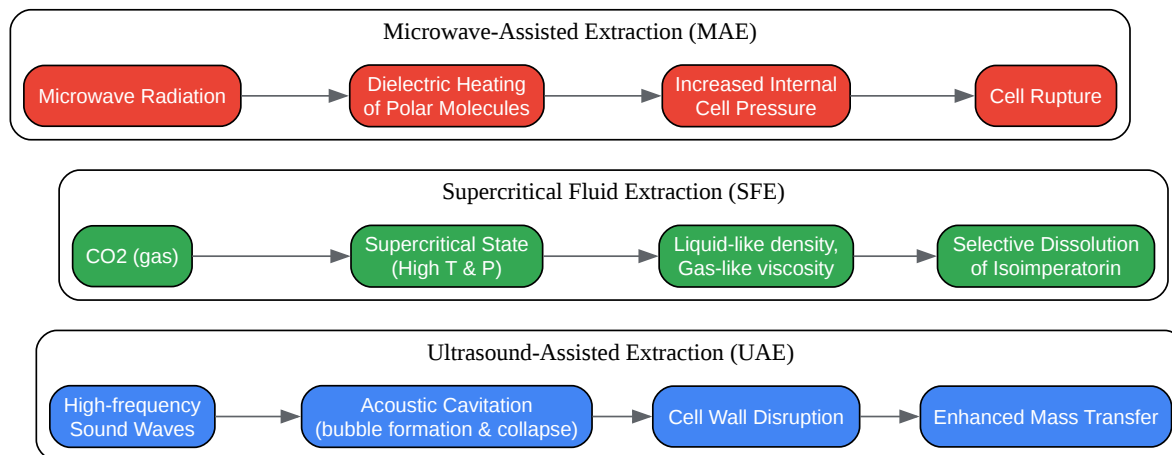 Microwave-Assisted Extraction (MAE)
Microwave Radiation
Dielectric Heating
of Polar Molecules
Increased Internal
Cell Pressure
Cell Rupture
Supercritical Fluid Extraction (SFE)
CO2 (gas)
Supercritical State
(High T & P)
Liquid-like density,
Gas-like viscosity
Selective Dissolution
of Isoimperatorin
Ultrasound-Assisted Extraction (UAE)
High-frequency
Sound Waves
Acoustic Cavitation
(bubble formation & collapse)
Cell Wall Disruption
Enhanced Mass Transfer